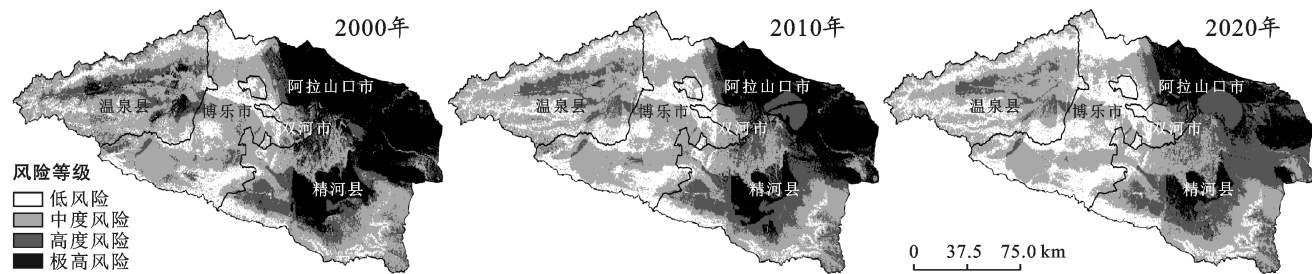 2000年
阿拉山口市
温泉县
博乐市
双河市
精河县
2010年
阿拉山口市
温泉县
博乐市
双河市
精河县
2020年
阿拉山口市
温泉县
博乐市
双河市
精河县
风险等级
低风险
中度风险
高度风险
极高风险
0 37.5 75.0 km